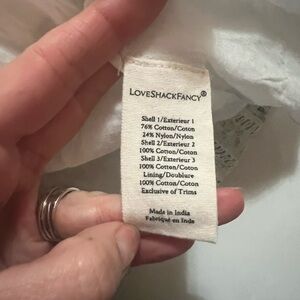 LOVESHACKFANCY®
Shell 1/Exterieur 1
76% Cotton/Coton
24% Nylon/Nylon
Shell 2/Exterieur 2
100% Cotton/Coton
Shell 3/Exterieur 3
100% Cotton/Coton
Lining/Doublure
100% Cotton/Coton
Exclusive of Trims
Made in India
Fabriqué en Inde